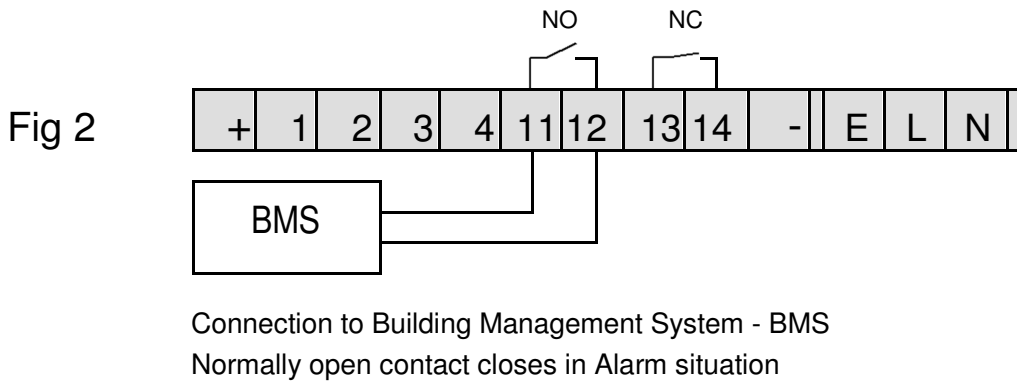 NO NC
Fig 2 + 1 2 3 4 11 12 13 14 - E L N
BMS
Connection to Building Management System - BMS
Normally open contact closes in Alarm situation